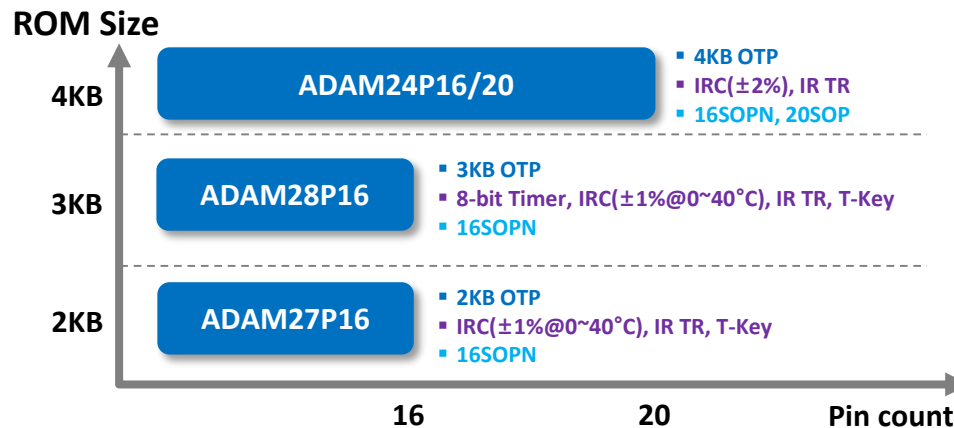 ROM Size
4KB
ADAM24P16/20
▪ 4KB OTP
▪ IRC(±2%), IR TR
▪ 16SOPN, 20SOP
3KB
ADAM28P16
▪ 3KB OTP
▪ 8-bit Timer, IRC(±1%@0~40°C), IR TR, T-Key
▪ 16SOPN
2KB
ADAM27P16
▪ 2KB OTP
▪ IRC(±1%@0~40°C), IR TR, T-Key
▪ 16SOPN
16
20
Pin count